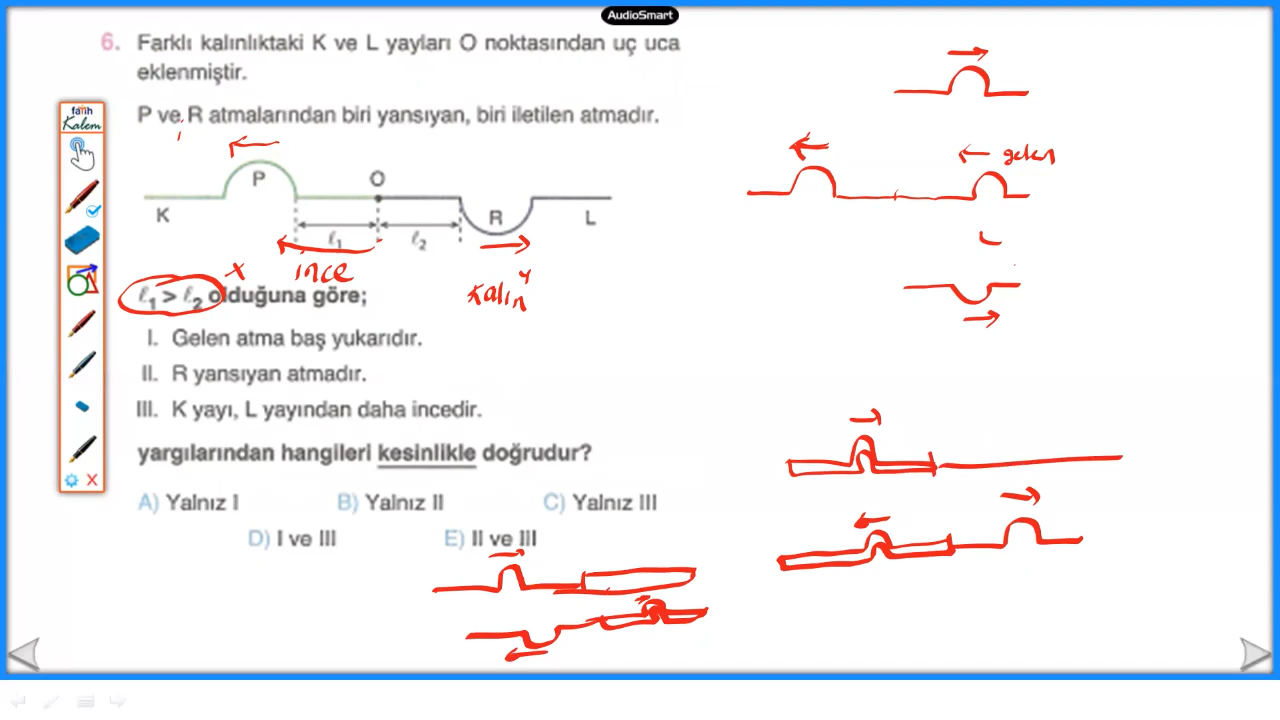 AudioSmart
6. Farklı kalınlıktaki K ve L yayları O noktasından uç uca
eklenmiştir.
P ve R atmalarından biri yansıyan, biri iletilen atmadır.
fatih
Kalem
P
O
R
K
L
ℓ₁
ℓ₂
gelen
x
ince
y
kalın
ℓ₁ > ℓ₂ olduğuna göre;
I. Gelen atma baş yukarıdır.
II. R yansıyan atmadır.
III. K yayı, L yayından daha incedir.
yargılarından hangileri kesinlikle doğrudur?
A) Yalnız I B) Yalnız II C) Yalnız III
D) I ve III E) II ve III